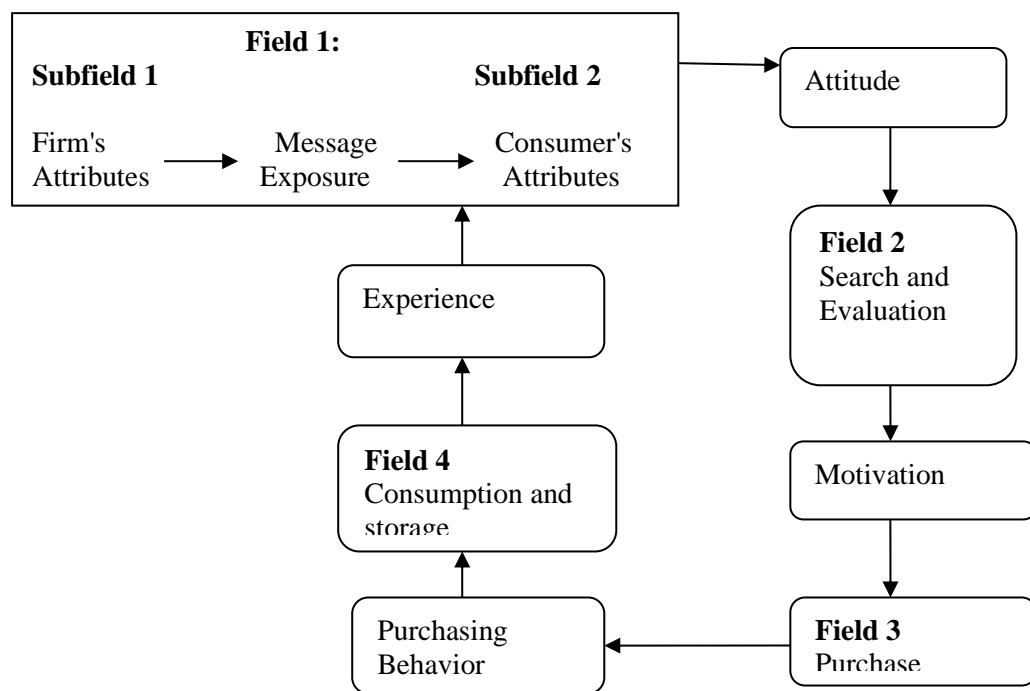 Field 1:
Subfield 1
Subfield 2
Firm's
Attributes
Message
Exposure
Consumer's
Attributes
Attitude
Field 2
Search and
Evaluation
Experience
Field 4
Consumption and
storage
Motivation
Purchasing
Behavior
Field 3
Purchase